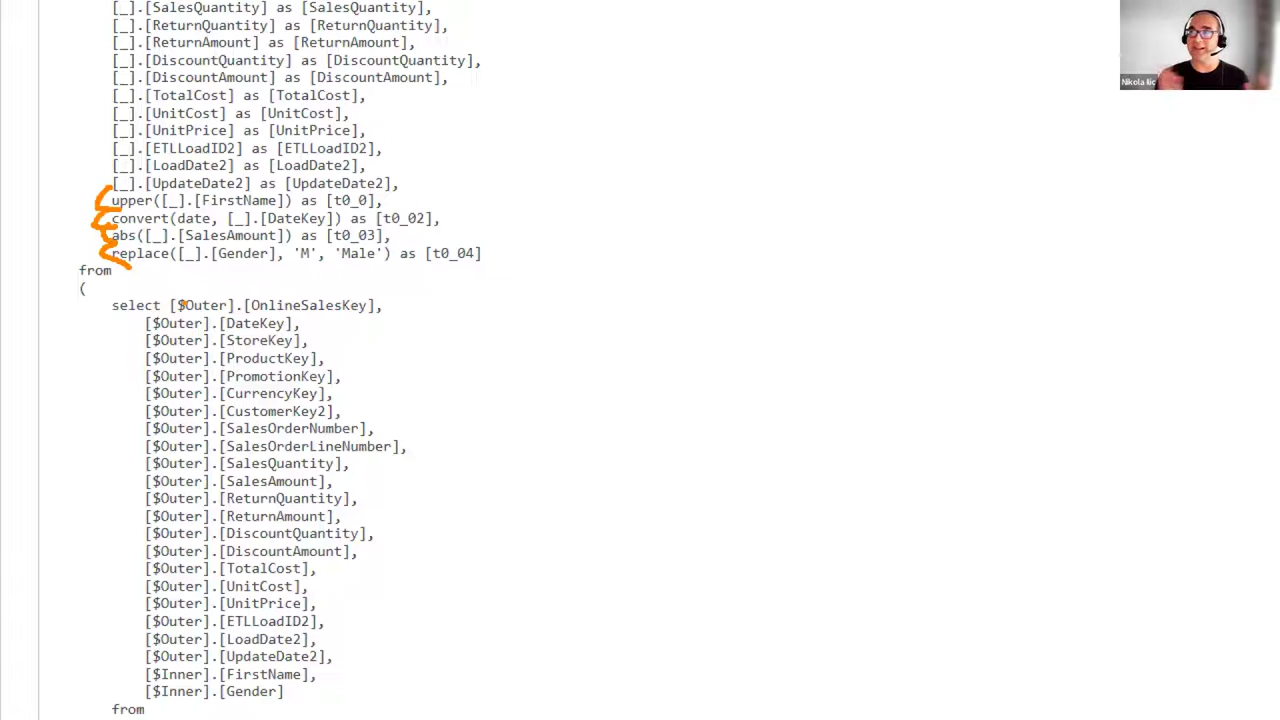 [_].[SalesQuantity] as [SalesQuantity],
[_].[ReturnQuantity] as [ReturnQuantity],
[_].[ReturnAmount] as [ReturnAmount],
[_].[DiscountQuantity] as [DiscountQuantity],
[_].[DiscountAmount] as [DiscountAmount],
[_].[TotalCost] as [TotalCost],
[_].[UnitCost] as [UnitCost],
[_].[UnitPrice] as [UnitPrice],
[_].[ETLLoadID2] as [ETLLoadID2],
[_].[LoadDate2] as [LoadDate2],
[_].[UpdateDate2] as [UpdateDate2],
upper([_].[FirstName]) as [t0_0],
convert(date, [_].[DateKey]) as [t0_02],
abs([_].[SalesAmount]) as [t0_03],
replace([_].[Gender], 'M', 'Male') as [t0_04]
from
(
select [$Outer].[OnlineSalesKey],
[$Outer].[DateKey],
[$Outer].[StoreKey],
[$Outer].[ProductKey],
[$Outer].[PromotionKey],
[$Outer].[CurrencyKey],
[$Outer].[CustomerKey2],
[$Outer].[SalesOrderNumber],
[$Outer].[SalesOrderLineNumber],
[$Outer].[SalesQuantity],
[$Outer].[SalesAmount],
[$Outer].[ReturnQuantity],
[$Outer].[ReturnAmount],
[$Outer].[DiscountQuantity],
[$Outer].[DiscountAmount],
[$Outer].[TotalCost],
[$Outer].[UnitCost],
[$Outer].[UnitPrice],
[$Outer].[ETLLoadID2],
[$Outer].[LoadDate2],
[$Outer].[UpdateDate2],
[$Inner].[FirstName],
[$Inner].[Gender]
from
Nikola Ilic